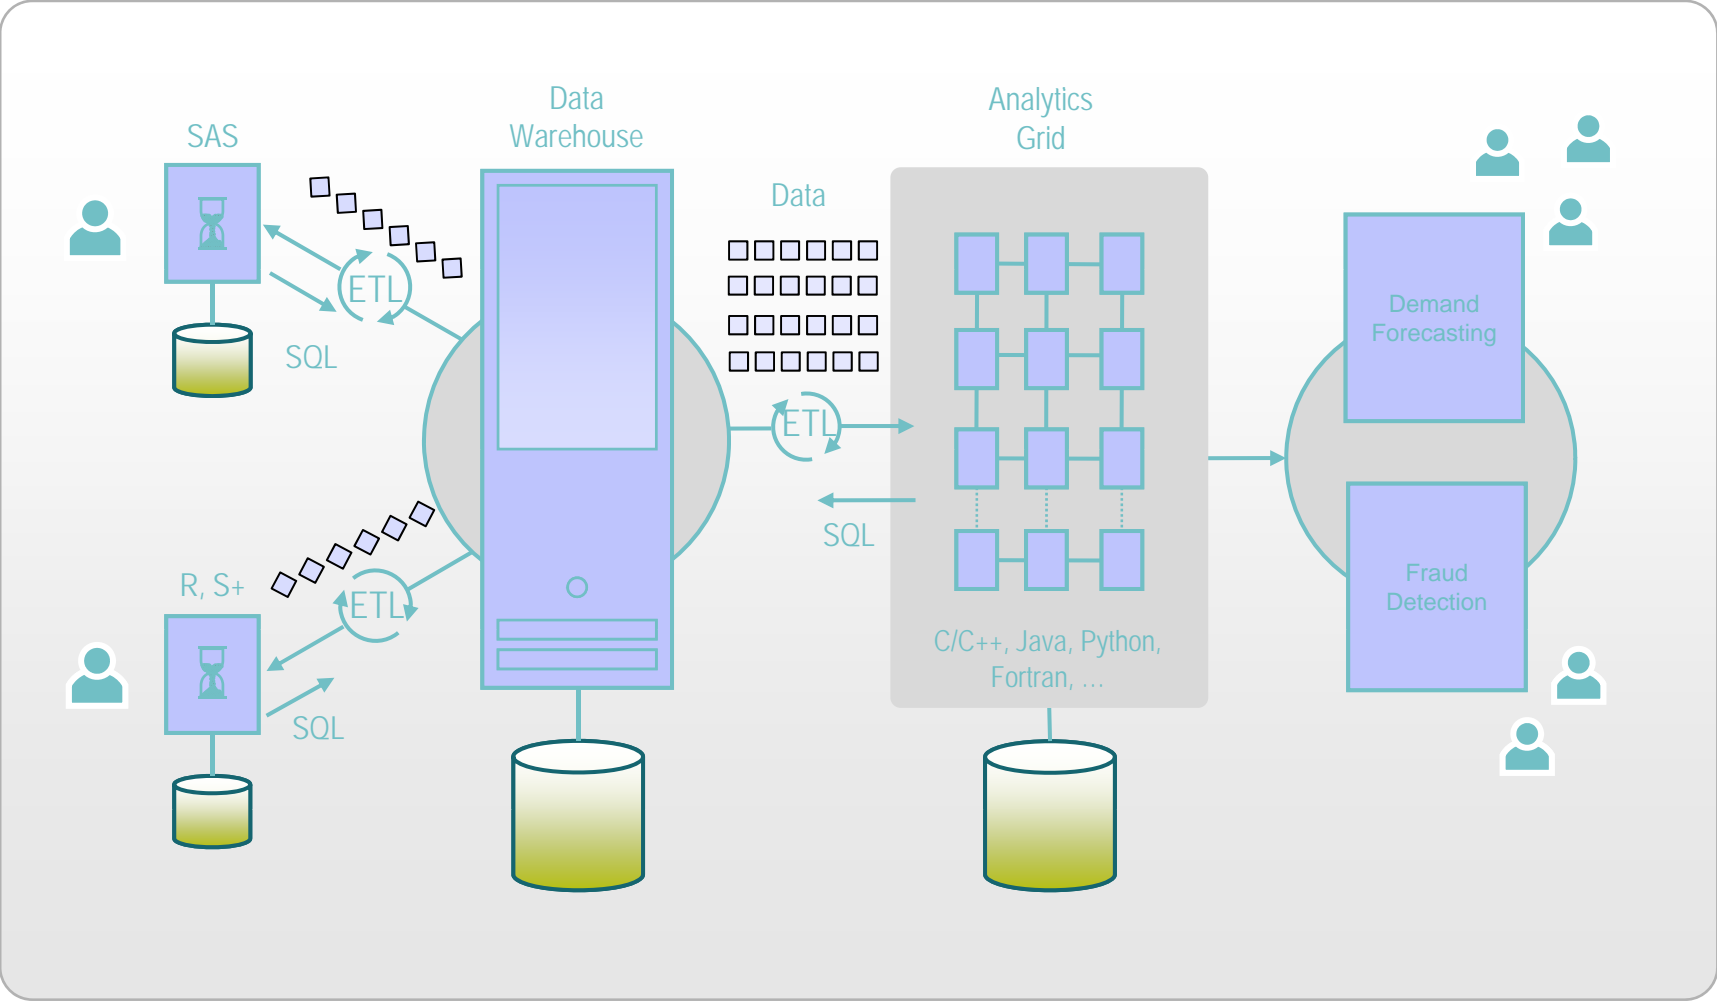 SAS
ETL
SQL
R, S+
ETL
SQL
Data
Warehouse
Data
ETL
SQL
Analytics
Grid
C/C++, Java, Python,
Fortran, ...
Demand
Forecasting
Fraud
Detection